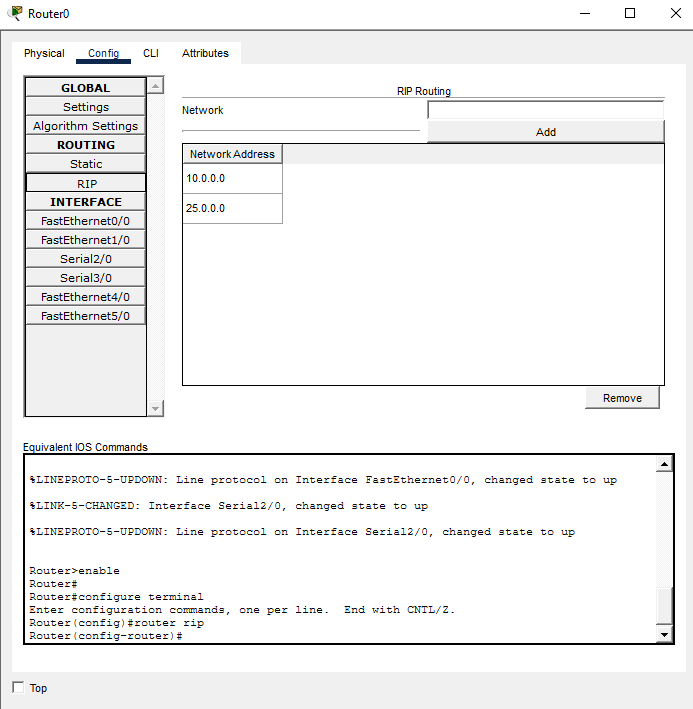 Router0
Physical Config CLI Attributes
GLOBAL
Settings
Algorithm Settings
ROUTING
Static
RIP
INTERFACE
FastEthernet0/0
FastEthernet1/0
Serial2/0
Serial3/0
FastEthernet4/0
FastEthernet5/0
RIP Routing
Network
Add
Network Address
10.0.0.0
25.0.0.0
Remove
Equivalent IOS Commands
%LINEPROTO-5-UPDOWN: Line protocol on Interface FastEthernet0/0, changed state to up
%LINK-5-CHANGED: Interface Serial2/0, changed state to up
%LINEPROTO-5-UPDOWN: Line protocol on Interface Serial2/0, changed state to up
Router>enable
Router#
Router#configure terminal
Enter configuration commands, one per line.  End with CNTL/Z.
Router(config)#router rip
Router(config-router)#
Top